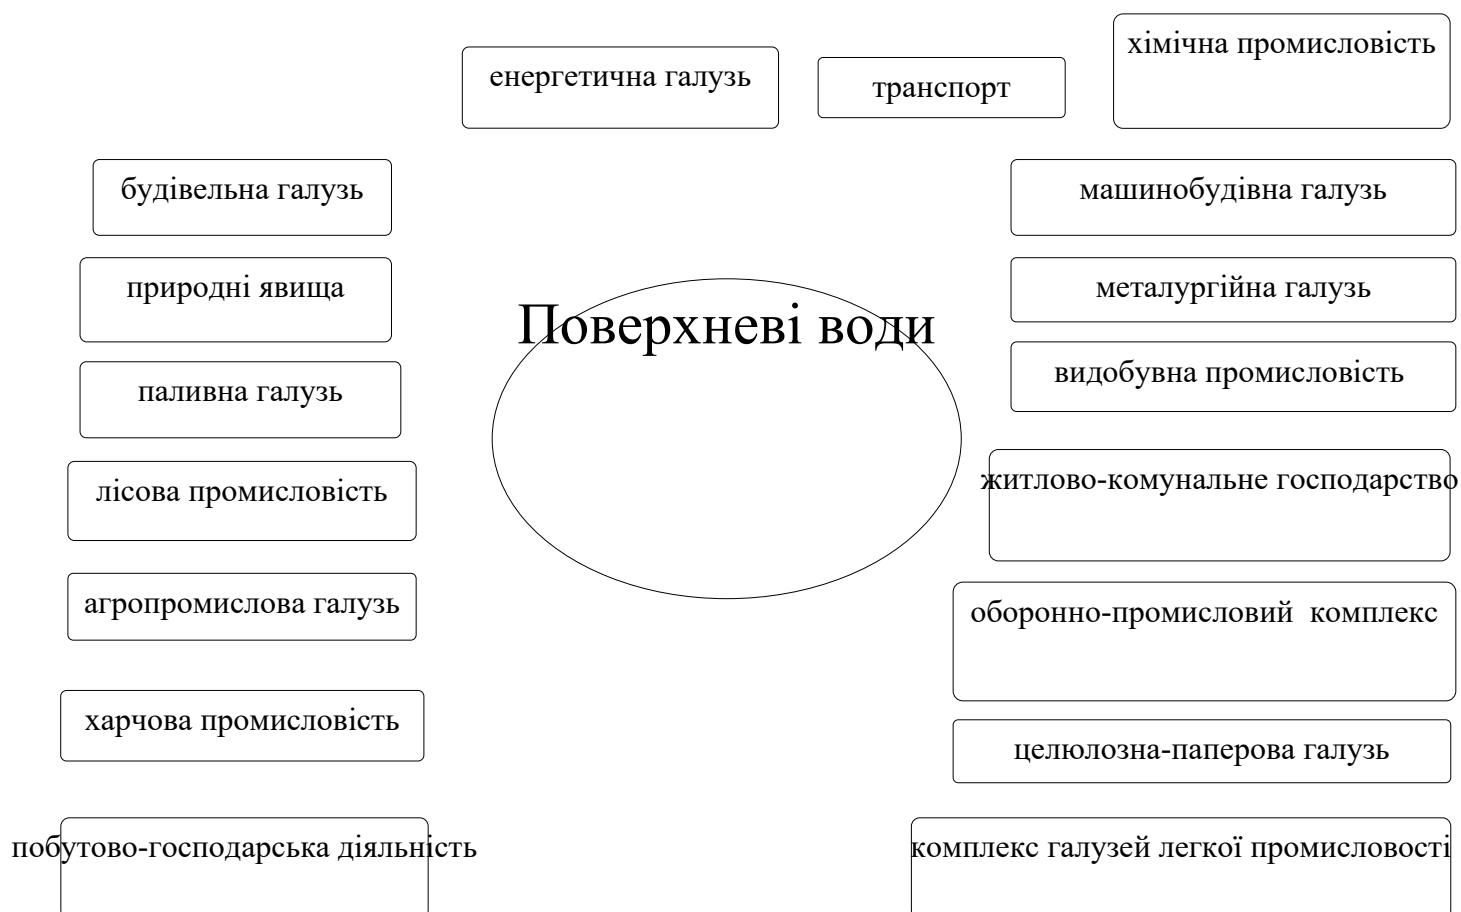 хімічна промисловість
енергетична галузь
транспорт
будівельна галузь
машинобудівна галузь
природні явища
металургійна галузь
Поверхневі води
видобувна промисловість
паливна галузь
житлово-комунальне господарство
лісова промисловість
агропромислова галузь
оборонно-промисловий комплекс
харчова промисловість
целюлозна-паперова галузь
побутово-господарська діяльність
комплекс галузей легкої промисловості